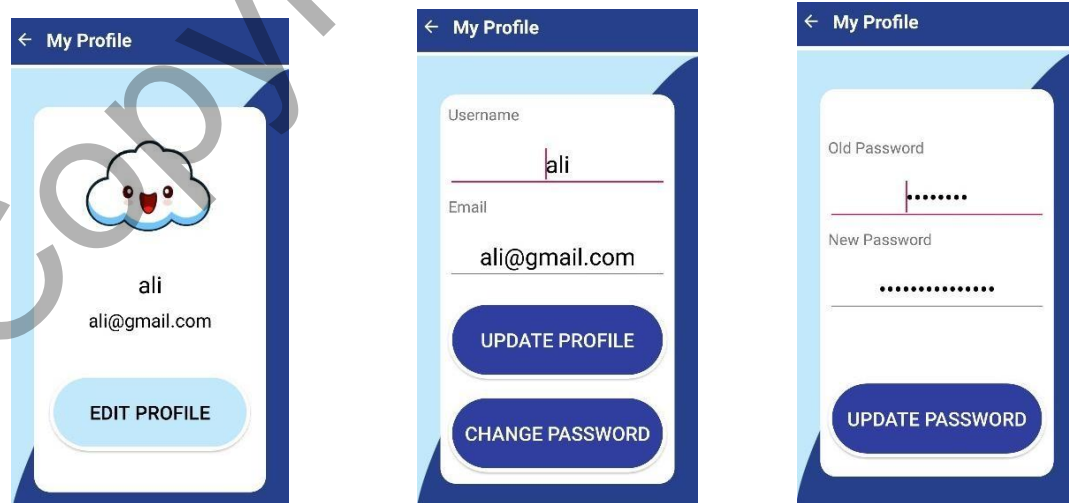 ← My Profile
ali
ali@gmail.com
EDIT PROFILE
← My Profile
Username
ali
Email
ali@gmail.com
UPDATE PROFILE
CHANGE PASSWORD
← My Profile
Old Password
••••••••
New Password
•••••••••••••••
UPDATE PASSWORD
Copy